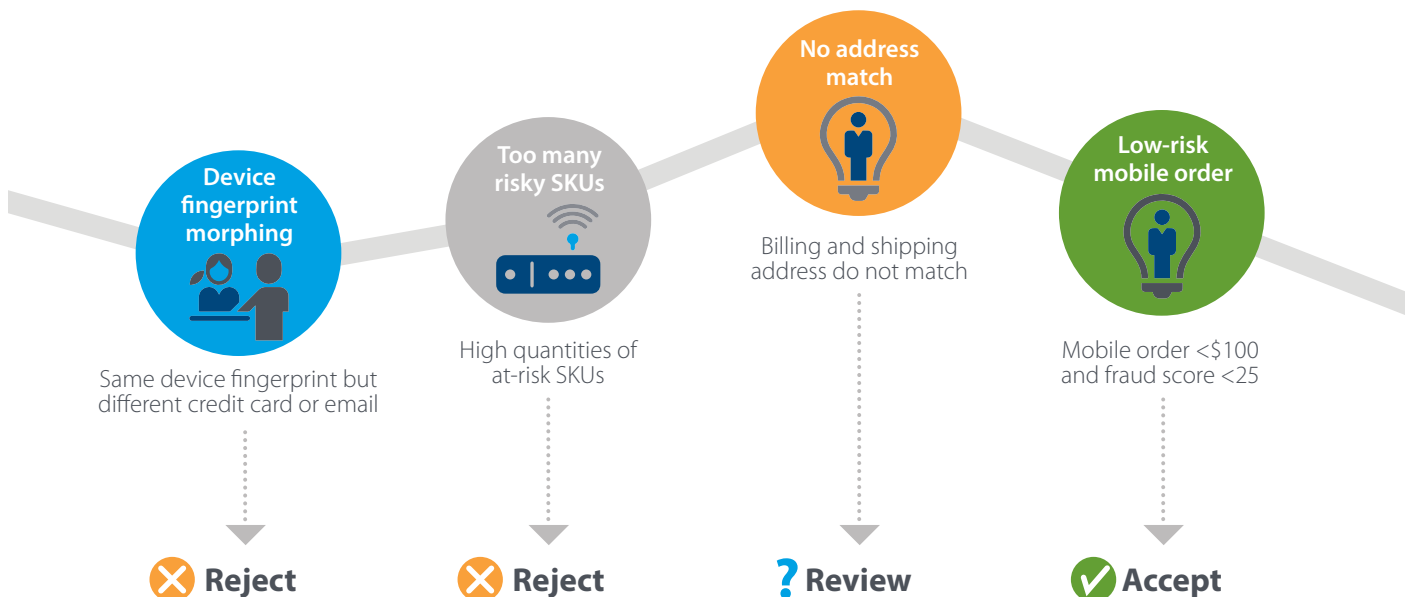 Device
fingerprint
morphing
Same device fingerprint but
different credit card or email
Reject
Too many
risky SKUs
High quantities of
at-risk SKUs
Reject
No address
match
Billing and shipping
address do not match
? Review
Low-risk
mobile order
Mobile order <$100
and fraud score <25
Accept